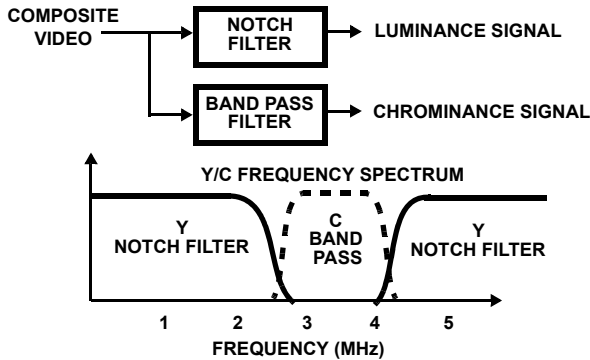 COMPOSITE
VIDEO
NOTCH
FILTER
LUMINANCE SIGNAL
BAND PASS
FILTER
CHROMINANCE SIGNAL
Y/C FREQUENCY SPECTRUM
Y
NOTCH FILTER
C
BAND
PASS
Y
NOTCH FILTER
1 2 3 4 5
FREQUENCY (MHz)